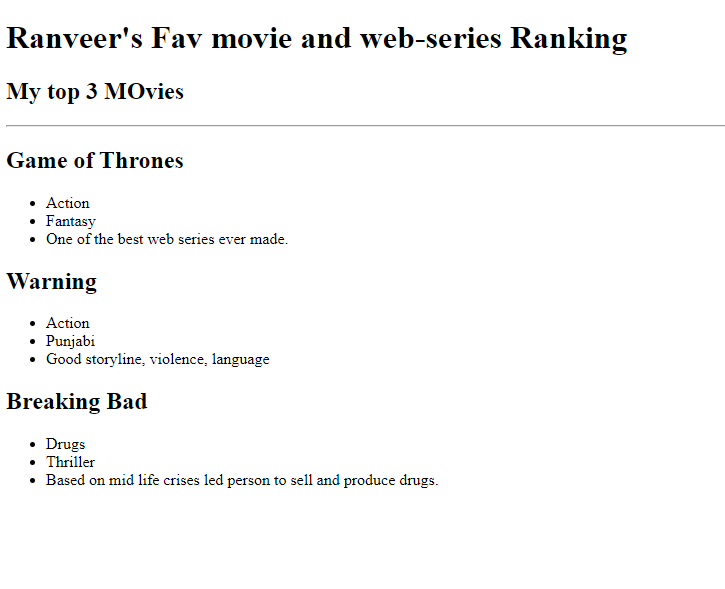 Ranveer's Fav movie and web-series Ranking
My top 3 MOvies
Game of Thrones
Action
Fantasy
One of the best web series ever made.
Warning
Action
Punjabi
Good storyline, violence, language
Breaking Bad
Drugs
Thriller
Based on mid life crises led person to sell and produce drugs.